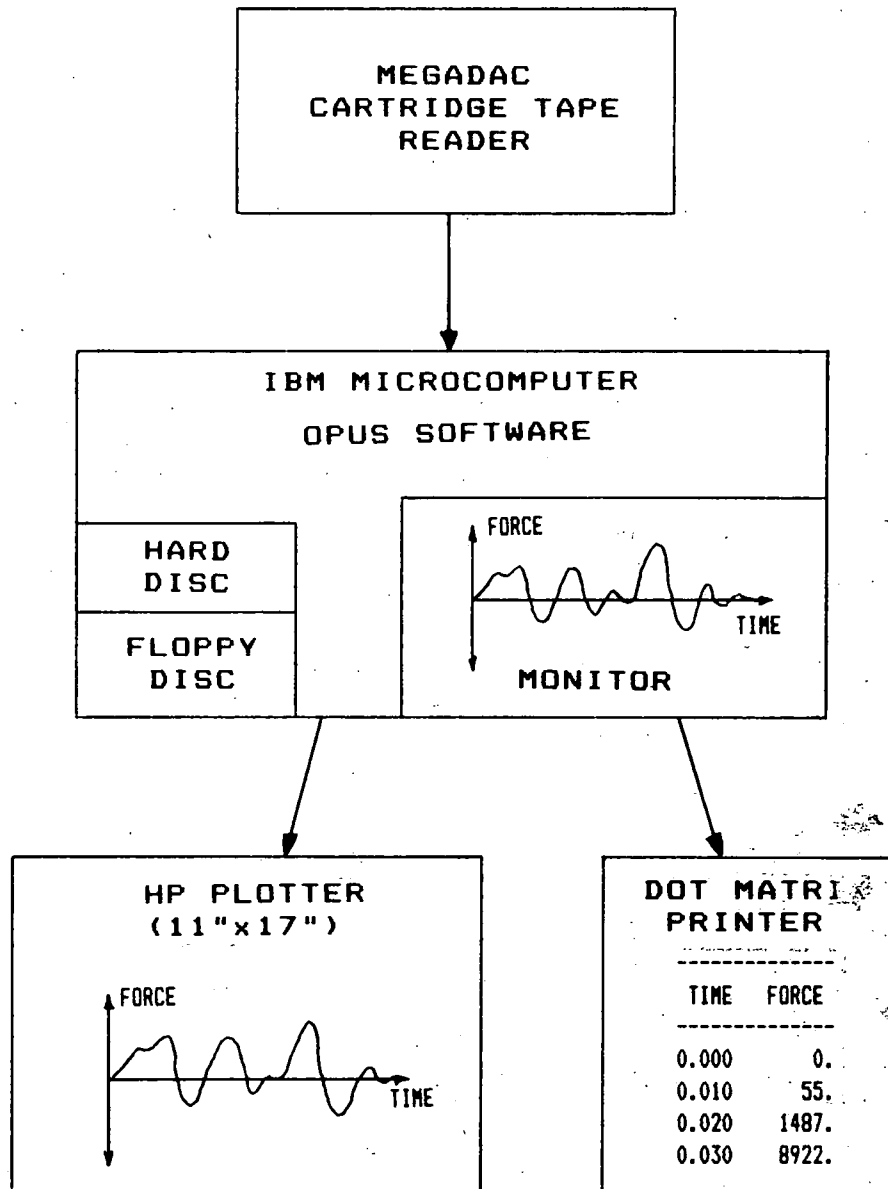 MEGADAC
CARTRIDGE TAPE
READER
IBM MICROCOMPUTER
OPUS SOFTWARE
HARD
DISC
FLOPPY
DISC
FORCE
TIME
MONITOR
HP PLOTTER
(11"x17")
FORCE
TIME
DOT MATRI
PRINTER
-------------
TIME FORCE
-------------
0.000 0.
0.010 55.
0.020 1487.
0.030 8922.